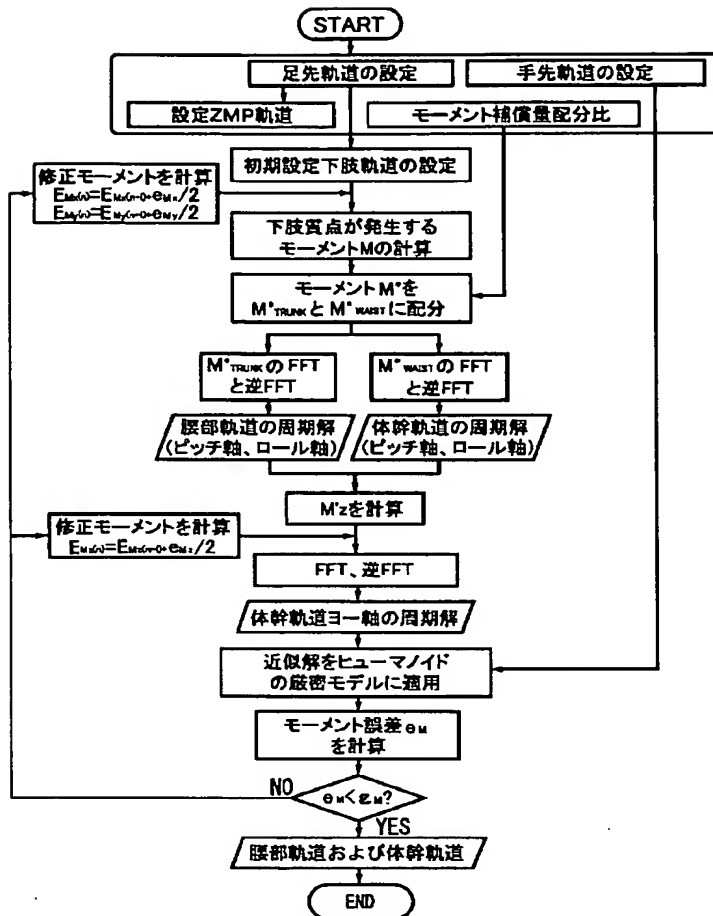 START
足先軌道の設定
手先軌道の設定
設定ZMP軌道
モーメント補償量配分比
初期設定下肢軌道の設定
修正モーメントを計算
下肢質点が発生する
モーメントMの計算
モーメントM*を
M*TRUNKとM*WAISTに配分
M*TRUNKのFFT
と逆FFT
M*WAISTのFFT
と逆FFT
腰部軌道の周期解
(ピッチ軸、ロール軸)
体幹軌道の周期解
(ピッチ軸、ロール軸)
M*zを計算
修正モーメントを計算
FFT、逆FFT
体幹軌道ヨー軸の周期解
近似解をヒューマノイド
の厳密モデルに適用
モーメント誤差eM
を計算
eM<εM?
NO
YES
腰部軌道および体幹軌道
END